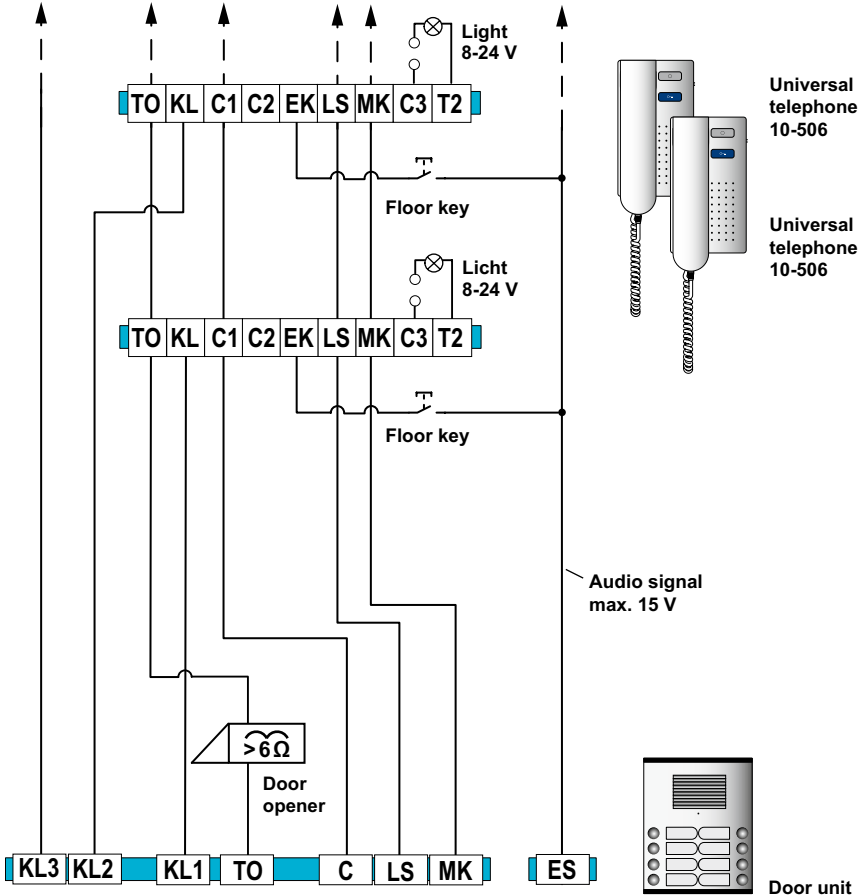 Light
8-24 V
TO KL C1 C2 EK LS MK C3 T2
Universal
telephone
10-506
Floor key
Universal
telephone
10-506
Licht
8-24 V
TO KL C1 C2 EK LS MK C3 T2
Floor key
Audio signal
max. 15 V
>6Ω
Door
opener
KL3 KL2 KL1 TO C LS MK ES
Door unit